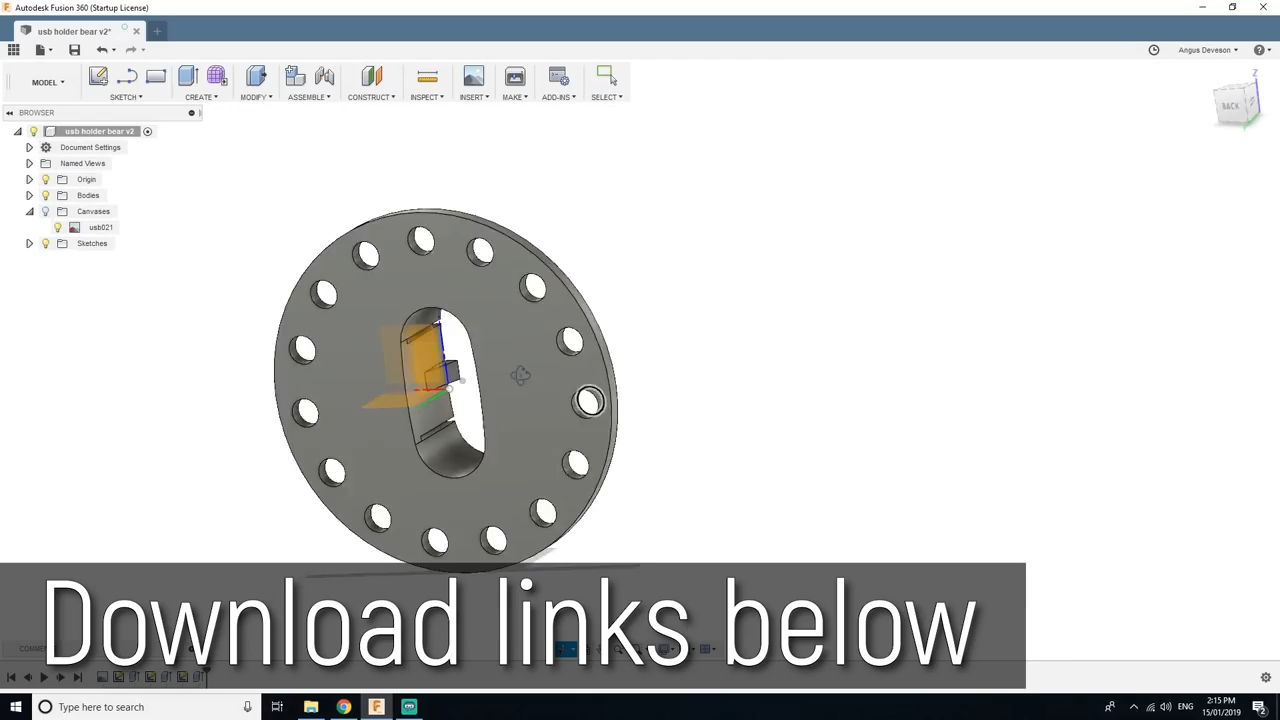 Autodesk Fusion 360 (Startup License)
usb holder bear v2*
Angus Deveson
MODEL
SKETCH
CREATE
MODIFY
ASSEMBLE
CONSTRUCT
INSPECT
INSERT
MAKE
ADD-INS
SELECT
BROWSER
usb holder bear v2
Document Settings
Named Views
Origin
Bodies
Canvases
usb021
Sketches
Z
BACK
Download links below
Type here to search
ENG
2:15 PM
15/01/2019
2